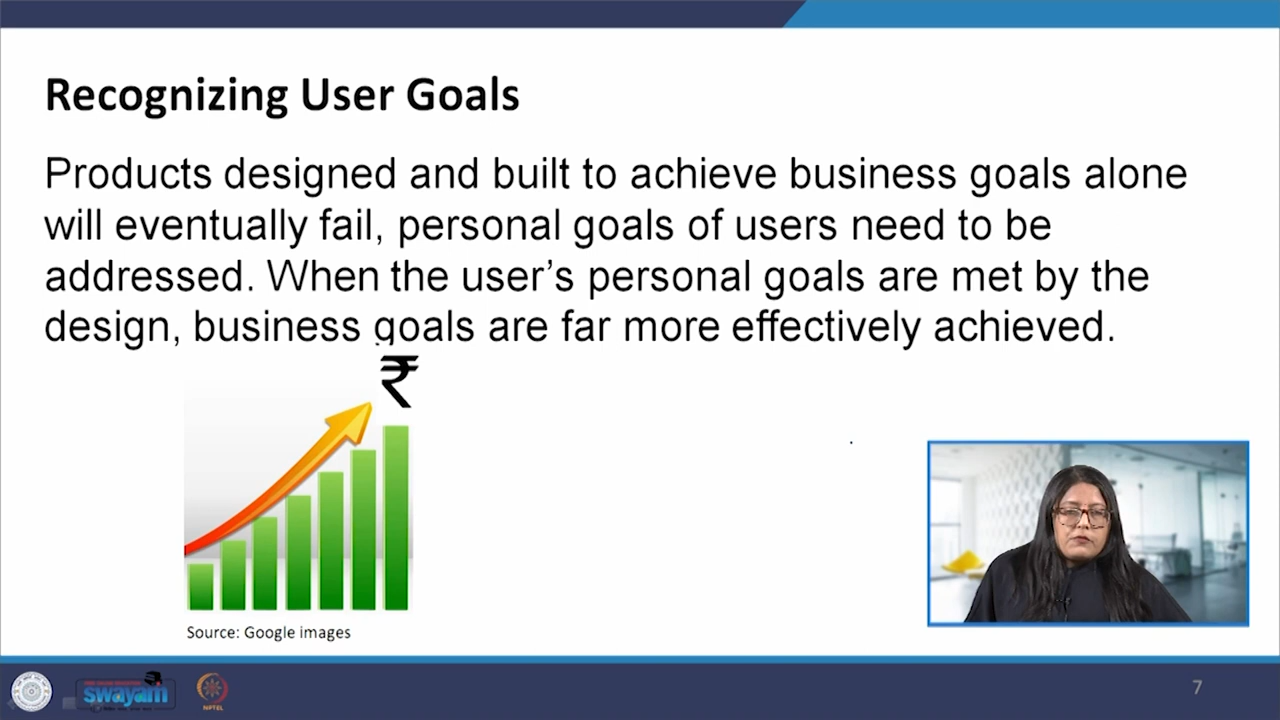 Recognizing User Goals
Products designed and built to achieve business goals alone
will eventually fail, personal goals of users need to be
addressed. When the user’s personal goals are met by the
design, business goals are far more effectively achieved.
₹
Source: Google images
swayam
NPTEL
7